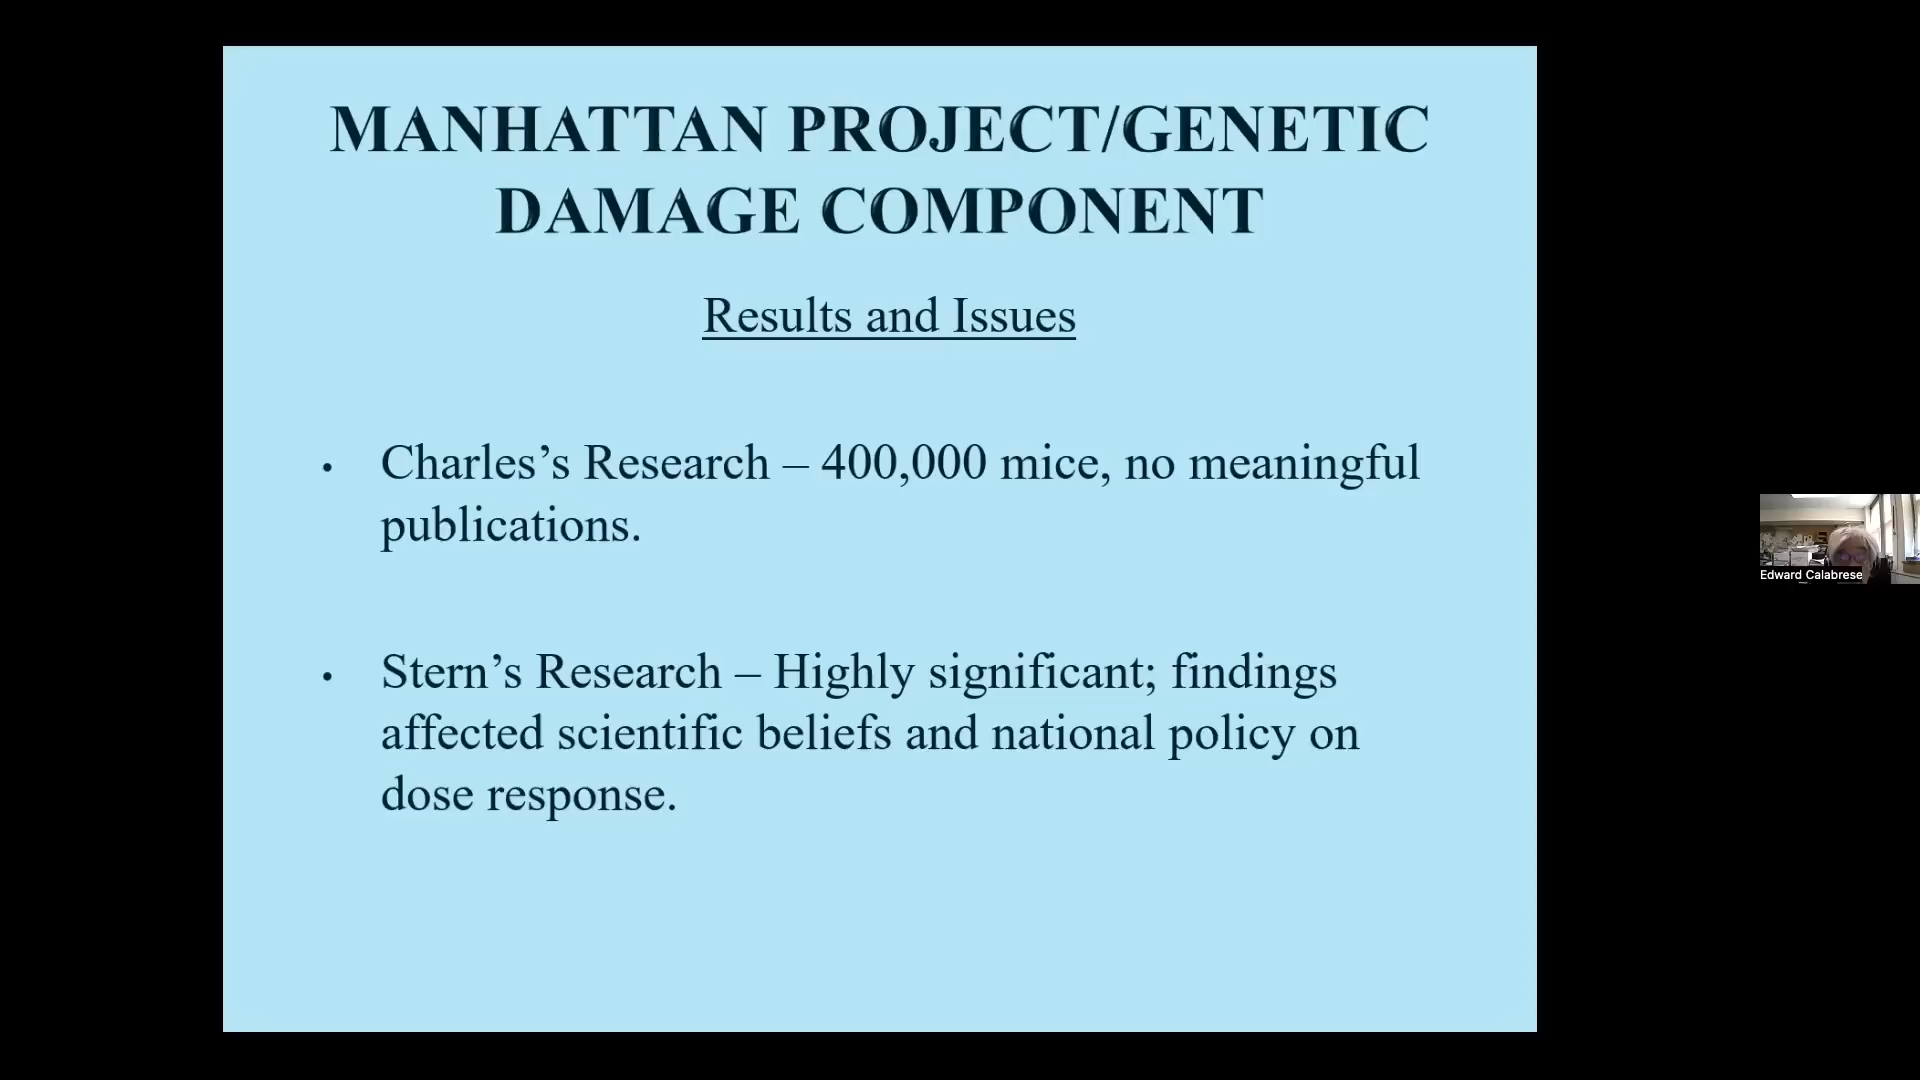 MANHATTAN PROJECT/GENETIC
DAMAGE COMPONENT
Results and Issues
• Charles’s Research – 400,000 mice, no meaningful
publications.
• Stern’s Research – Highly significant; findings
affected scientific beliefs and national policy on
dose response.
Edward Calabrese